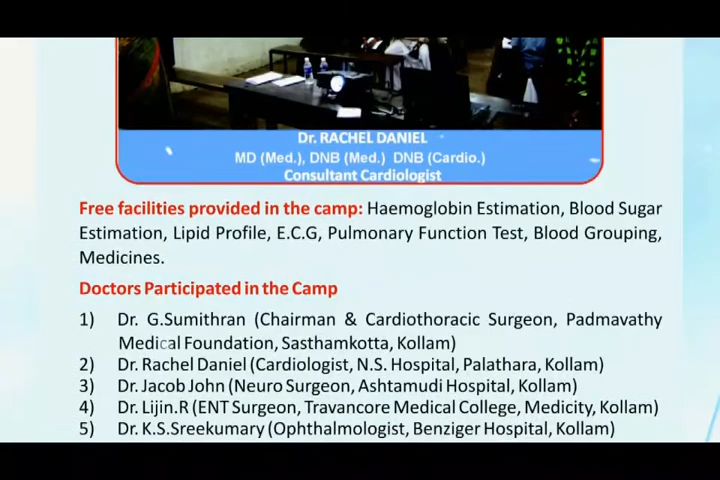 Dr. RACHEL DANIEL
MD (Med.), DNB (Med.) DNB (Cardio.)
Consultant Cardiologist
Free facilities provided in the camp: Haemoglobin Estimation, Blood Sugar
Estimation, Lipid Profile, E.C.G, Pulmonary Function Test, Blood Grouping,
Medicines.
Doctors Participated in the Camp
1) Dr. G.Sumithran (Chairman & Cardiothoracic Surgeon, Padmavathy
Medical Foundation, Sasthamkotta, Kollam)
2) Dr. Rachel Daniel (Cardiologist, N.S. Hospital, Palathara, Kollam)
3) Dr. Jacob John (Neuro Surgeon, Ashtamudi Hospital, Kollam)
4) Dr. Lijin.R (ENT Surgeon, Travancore Medical College, Medicity, Kollam)
5) Dr. K.S.Sreekumary (Ophthalmologist, Benziger Hospital, Kollam)